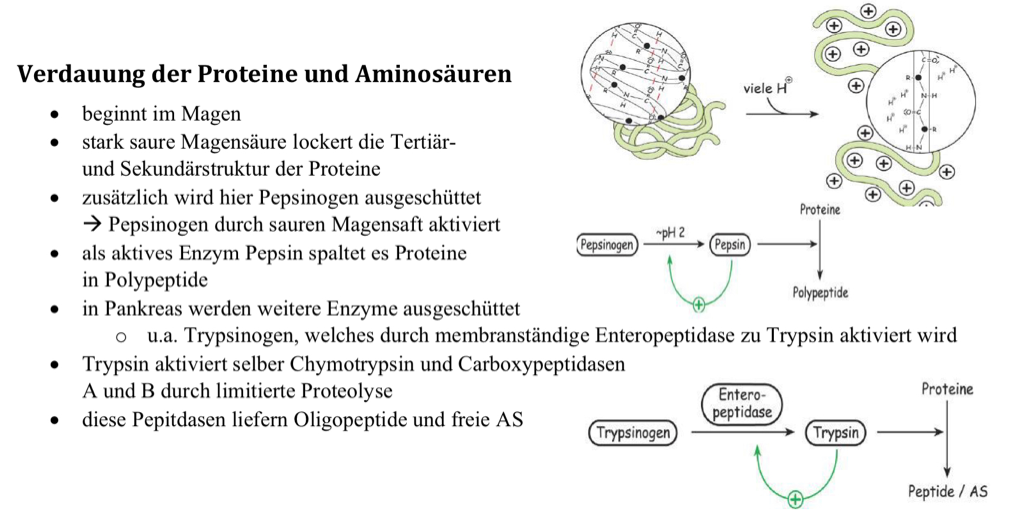 Verdauung der Proteine und Aminosäuren
• beginnt im Magen
• stark saure Magensäure lockert die Tertiär-
und Sekundärstruktur der Proteine
• zusätzlich wird hier Pepsinogen ausgeschüttet
→ Pepsinogen durch sauren Magensaft aktiviert
• als aktives Enzym Pepsin spaltet es Proteine
in Polypeptide
• in Pankreas werden weitere Enzyme ausgeschüttet
o u.a. Trypsinogen, welches durch membranständige Enteropeptidase zu Trypsin aktiviert wird
• Trypsin aktiviert selber Chymotrypsin und Carboxypeptidasen
A und B durch limitierte Proteolyse
• diese Pepitdasen liefern Oligopeptide und freie AS
viele H⊕
Proteine
Pepsinogen
~pH 2
Pepsin
Polypeptide
Entero-
peptidase
Proteine
Trypsinogen
Trypsin
Peptide / AS